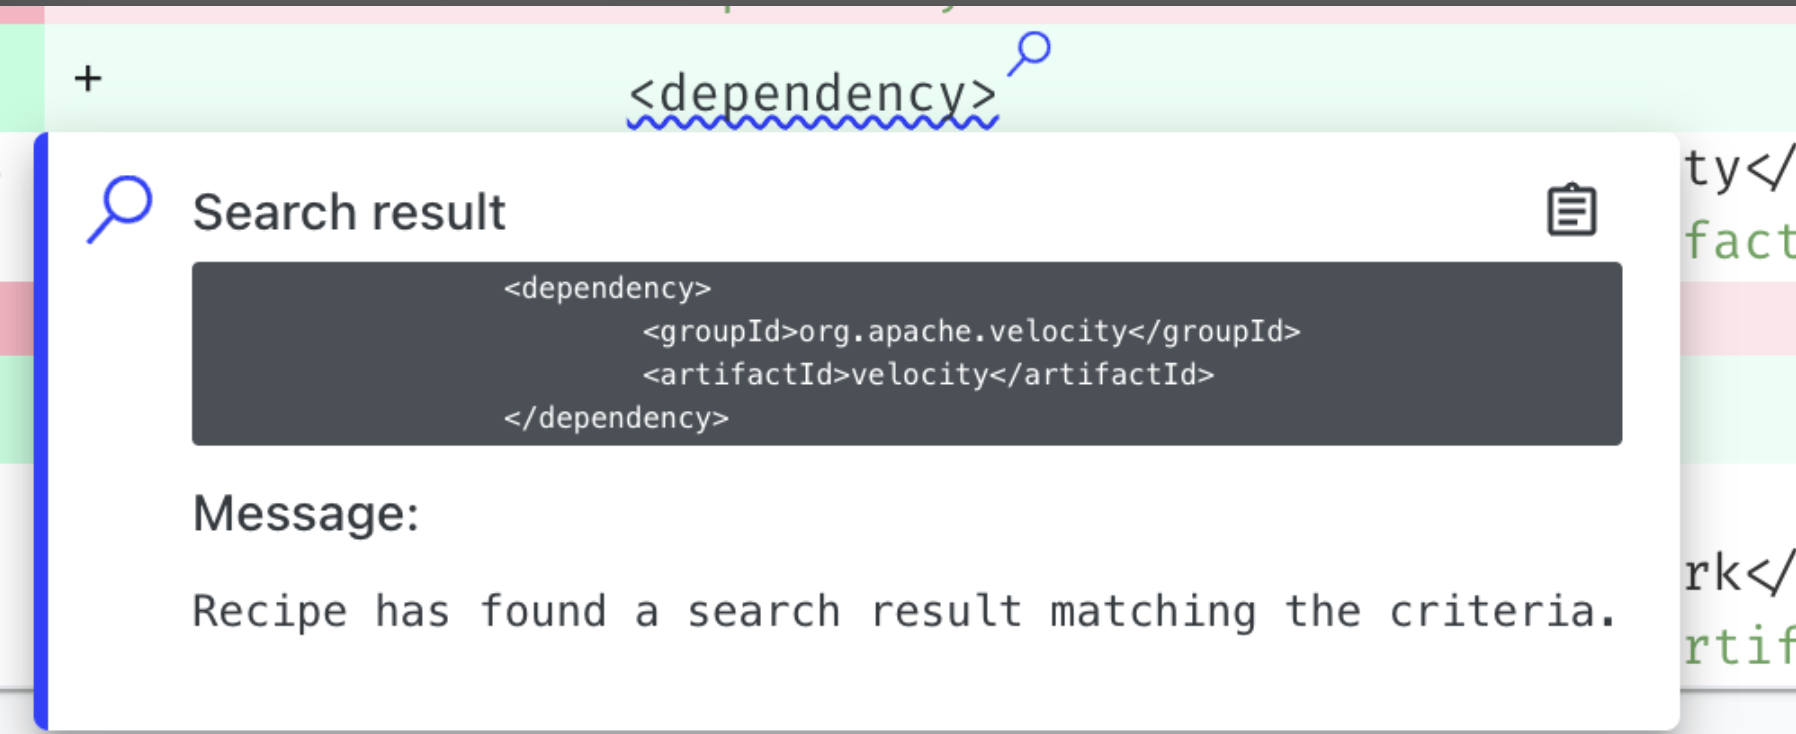 + <dependency>
Search result
<dependency>
<groupId>org.apache.velocity</groupId>
<artifactId>velocity</artifactId>
</dependency>
Message:
Recipe has found a search result matching the criteria.
ty</
fact
rk</
rtif